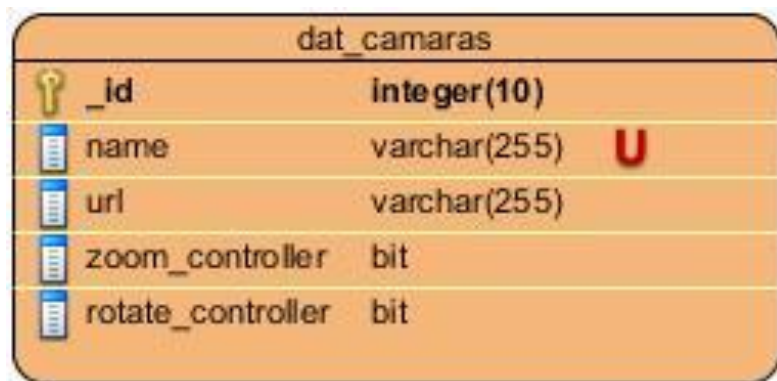 dat_camaras
_id integer(10)
name varchar(255) U
url varchar(255)
zoom_controller bit
rotate_controller bit